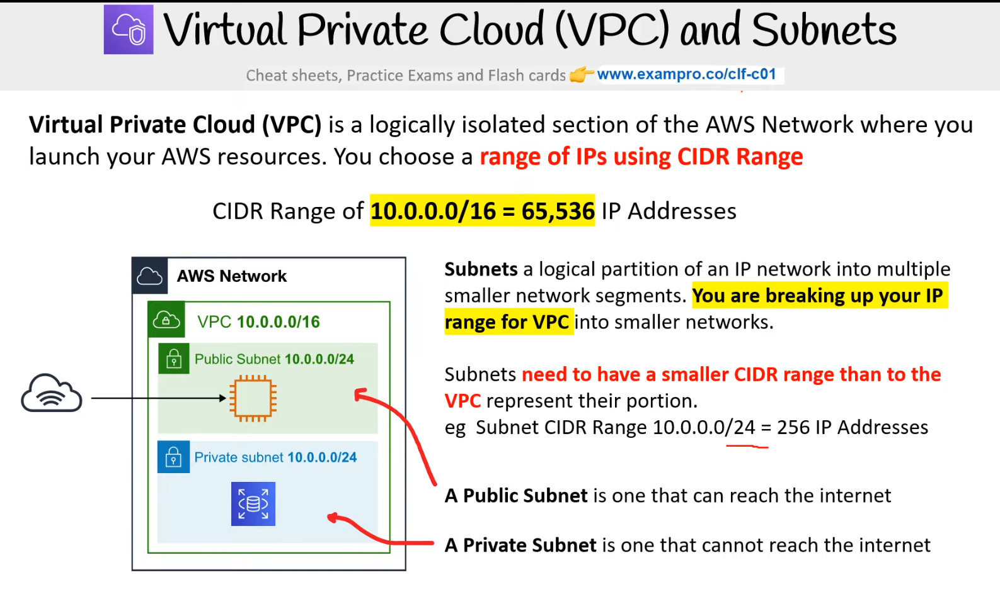 Virtual Private Cloud (VPC) and Subnets
Cheat sheets, Practice Exams and Flash cards 👉 www.exampro.co/clf-c01
Virtual Private Cloud (VPC) is a logically isolated section of the AWS Network where you
launch your AWS resources. You choose a range of IPs using CIDR Range
CIDR Range of 10.0.0.0/16 = 65,536 IP Addresses
AWS Network
VPC 10.0.0.0/16
Public Subnet 10.0.0.0/24
Private subnet 10.0.0.0/24
Subnets a logical partition of an IP network into multiple
smaller network segments. You are breaking up your IP
range for VPC into smaller networks.
Subnets need to have a smaller CIDR range than to the
VPC represent their portion.
eg Subnet CIDR Range 10.0.0.0/24 = 256 IP Addresses
A Public Subnet is one that can reach the internet
A Private Subnet is one that cannot reach the internet